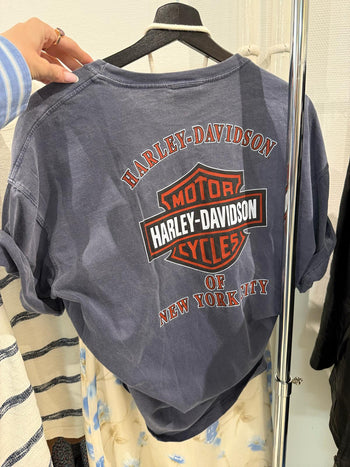 HARLEY-DAVIDSON
MOTOR
HARLEY-DAVIDSON
CYCLES
OF
NEW YORK CITY